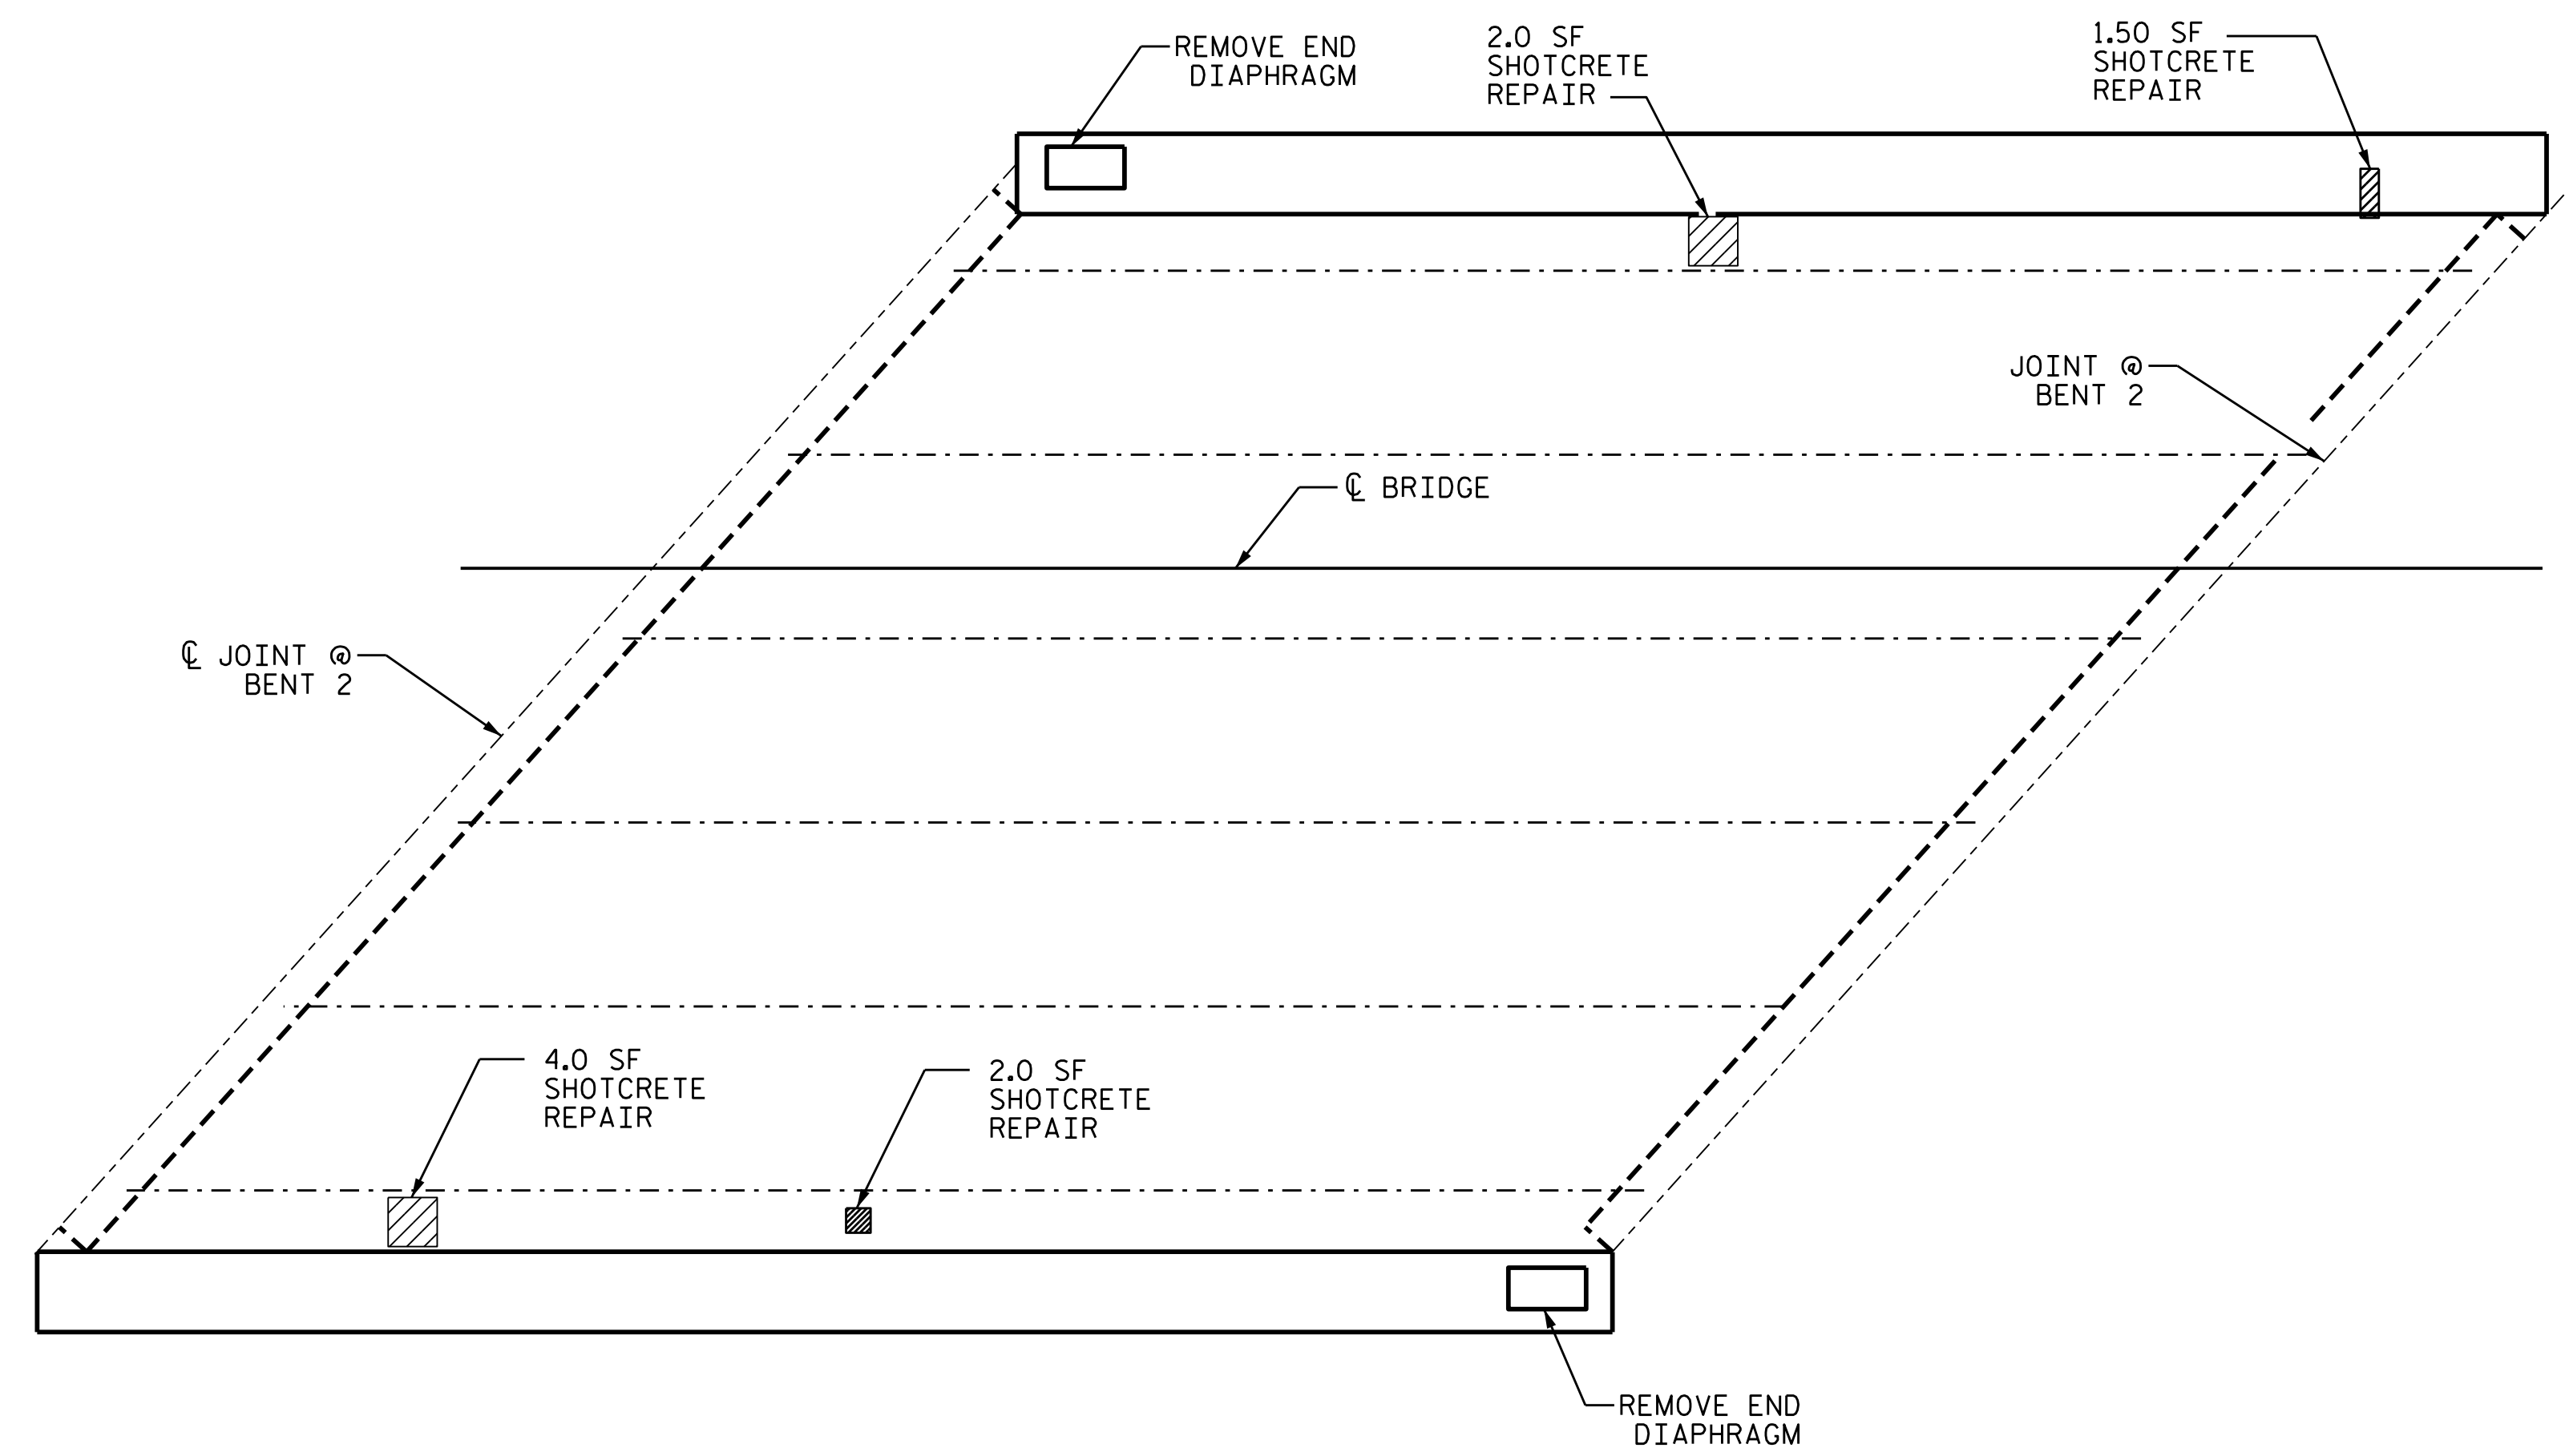 REMOVE END
DIAPHRAGM
2.0 SF
SHOTCRETE
REPAIR
1.50 SF
SHOTCRETE
REPAIR
JOINT @
BENT 2
℄ BRIDGE
℄ JOINT @
BENT 2
4.0 SF
SHOTCRETE
REPAIR
2.0 SF
SHOTCRETE
REPAIR
REMOVE END
DIAPHRAGM